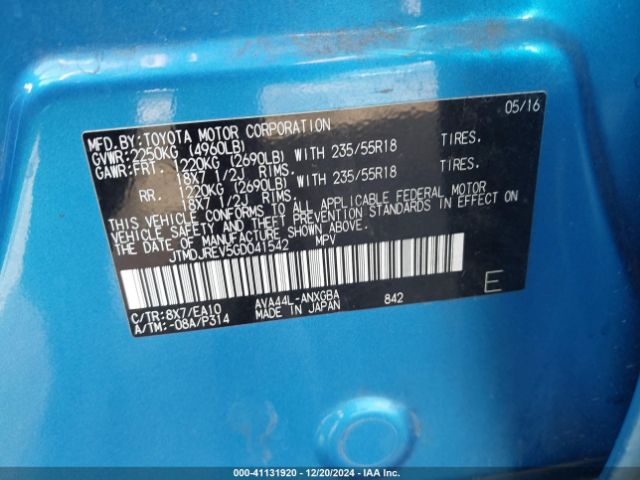 05/16
MFD.BY:TOYOTA MOTOR CORPORATION
GVWR:2250KG (4960LB)
GAWR:FRT. 1220KG (2690LB) WITH 235/55R18 TIRES.
18X7 1/2J RIMS.
RR. 1220KG (2690LB) WITH 235/55R18 TIRES.
18X7 1/2J RIMS.
THIS VEHICLE CONFORMS TO ALL APPLICABLE FEDERAL MOTOR
VEHICLE SAFETY AND THEFT PREVENTION STANDARDS IN EFFECT ON
THE DATE OF MANUFACTURE SHOWN ABOVE.
JTMDJREV5GD041542 MPV
C/TR:8X7/EA10 AVA44L-ANXGBA 842 E
A/TM:-08A/P314 MADE IN JAPAN
000-41131920 - 12/20/2024 - IAA Inc.